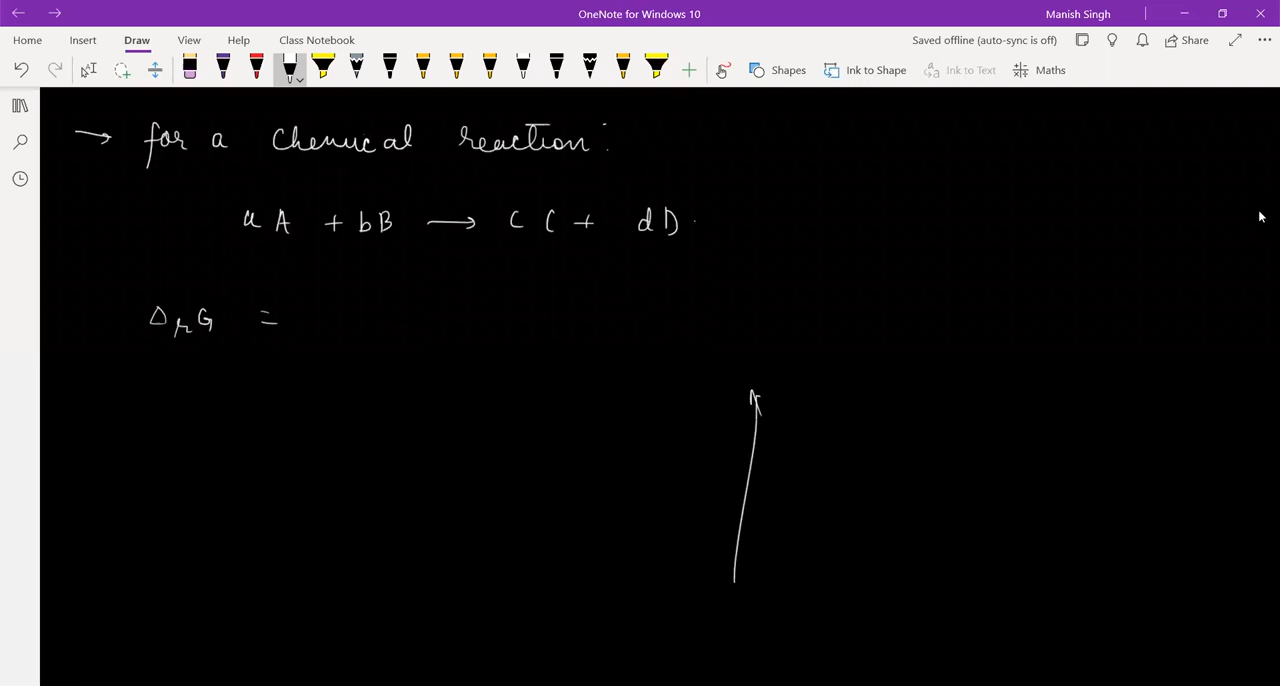 OneNote for Windows 10
Manish Singh
Home Insert Draw View Help Class Notebook
Saved offline (auto-sync is off) Share
Shapes Ink to Shape Ink to Text Maths
→ for a chemical reaction:
aA + bB → cC + dD
ΔrG =